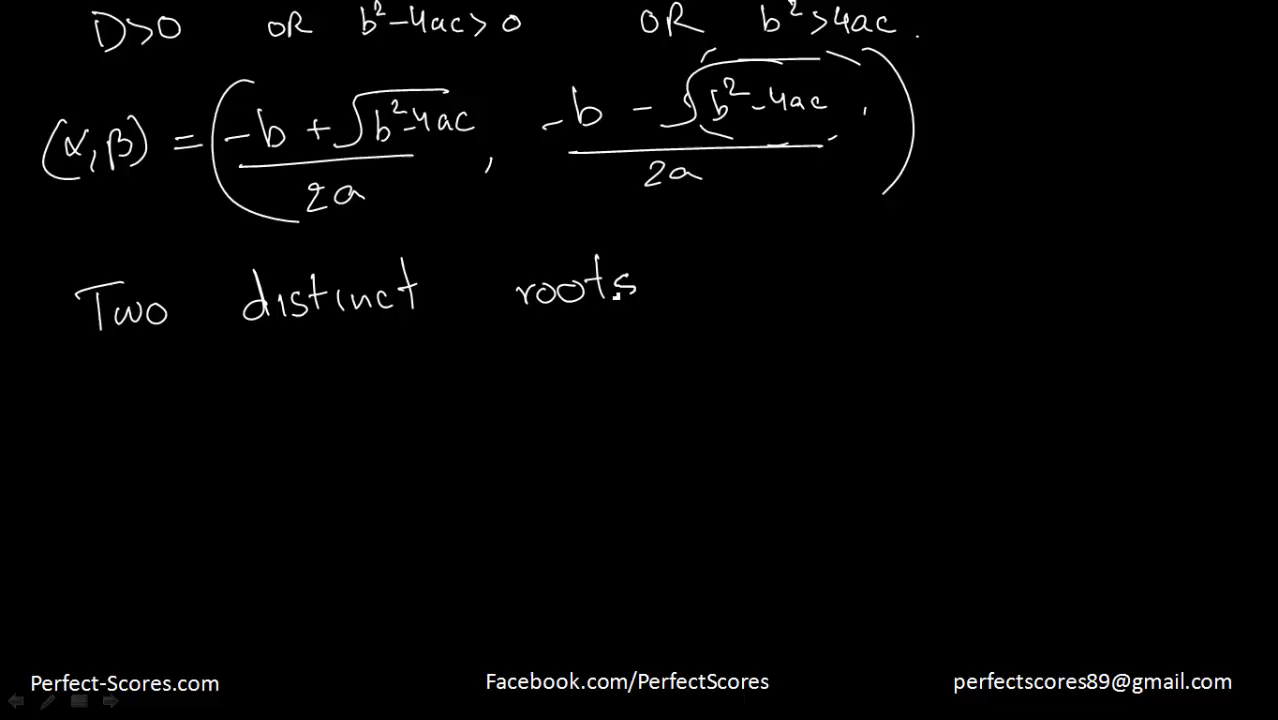 D>0 OR b²-4ac>0 OR b²>4ac.
(α,β) = (-b+√b²-4ac/2a, -b-√b²-4ac/2a)
Two distinct roots
Perfect-Scores.com Facebook.com/PerfectScores perfectscores89@gmail.com